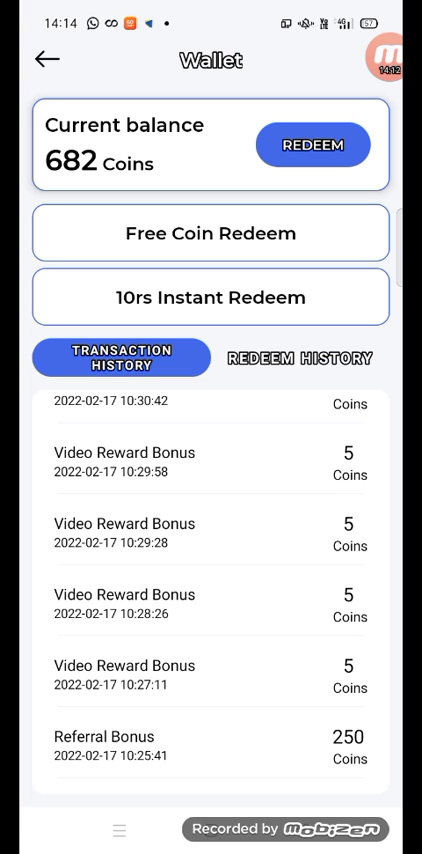 14:14
57
Wallet
14:12
Current balance
682 Coins
REDEEM
Free Coin Redeem
10rs Instant Redeem
TRANSACTION
HISTORY
REDEEM HISTORY
2022-02-17 10:30:42
Coins
Video Reward Bonus
5
2022-02-17 10:29:58
Coins
Video Reward Bonus
5
2022-02-17 10:29:28
Coins
Video Reward Bonus
5
2022-02-17 10:28:26
Coins
Video Reward Bonus
5
2022-02-17 10:27:11
Coins
Referral Bonus
250
2022-02-17 10:25:41
Coins
Recorded by mobizen